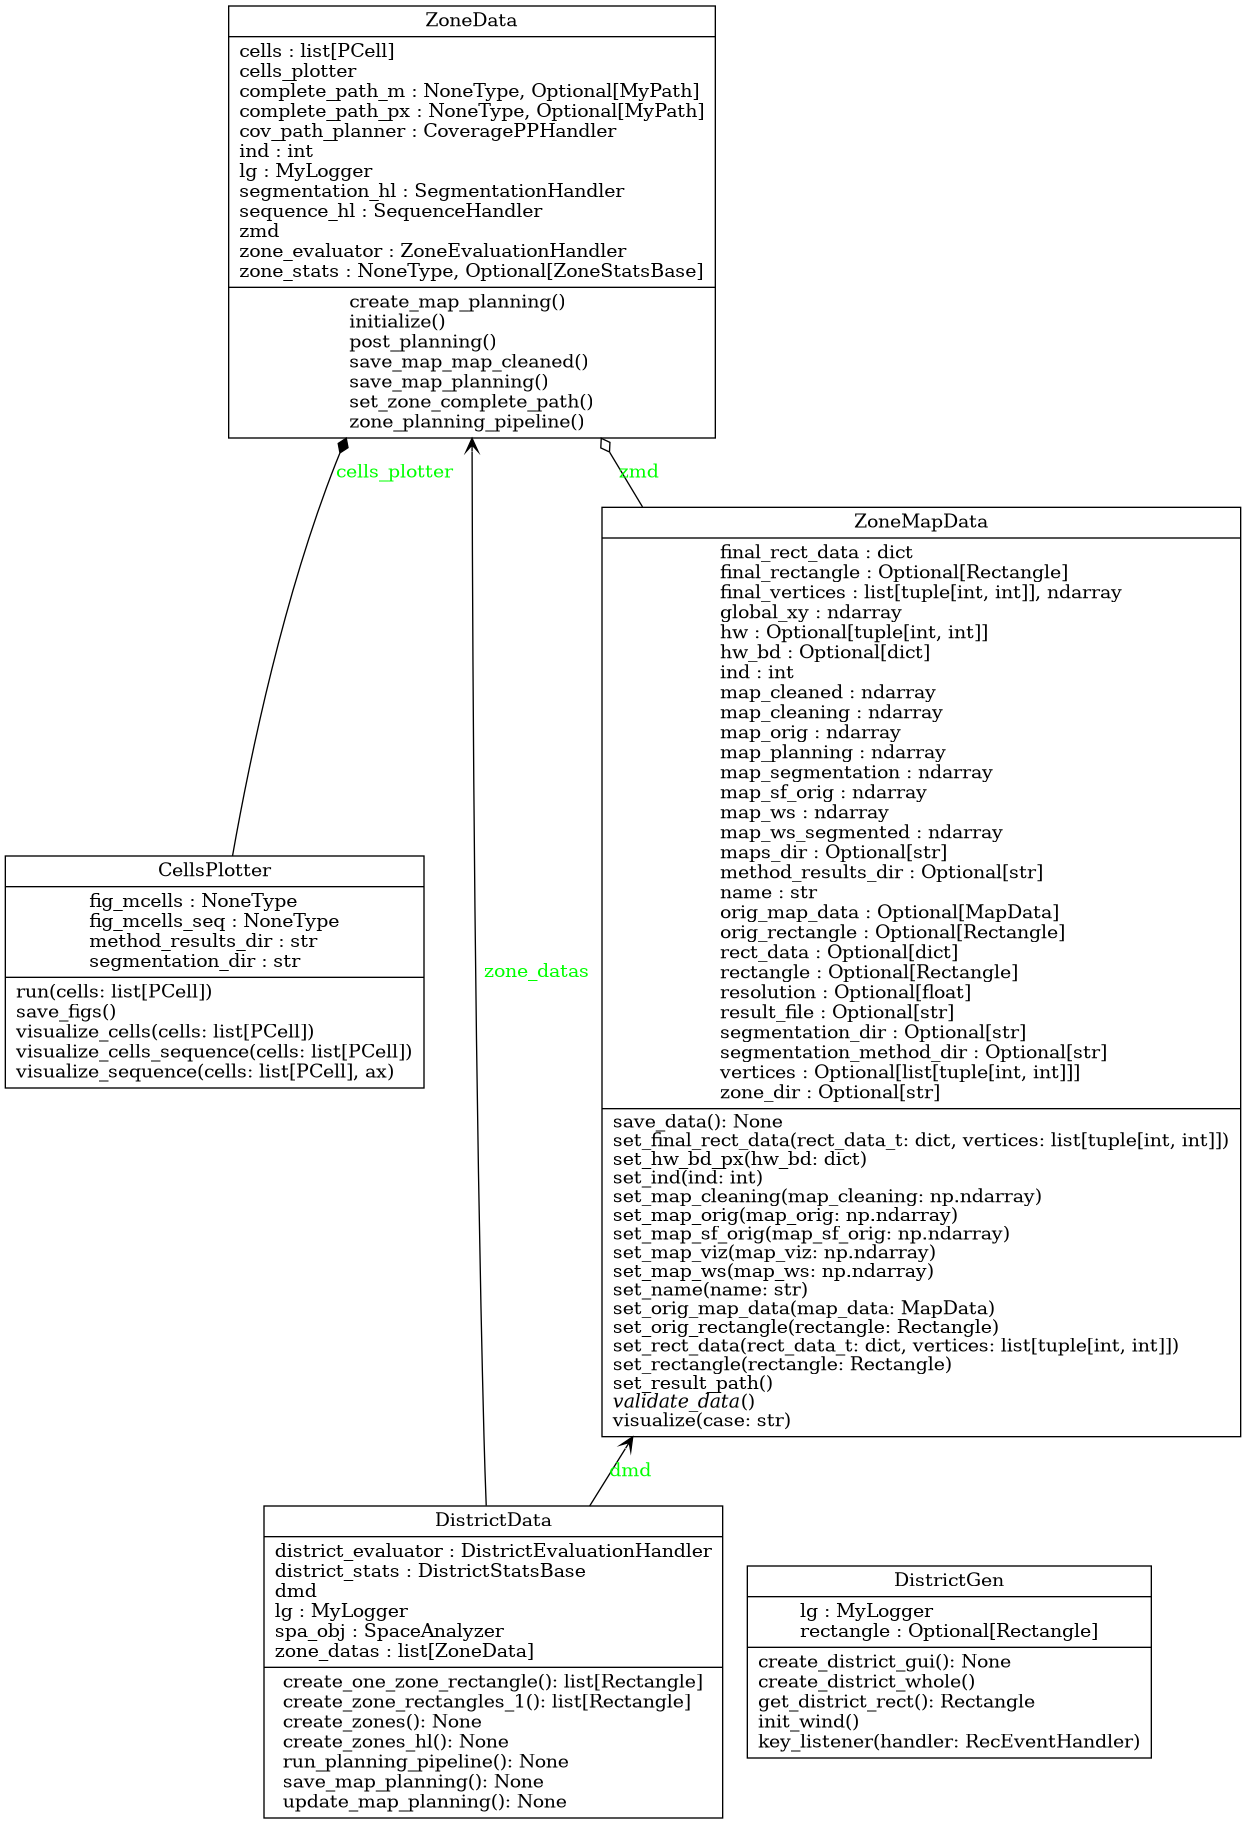 ZoneData
cells : list[PCell]
cells_plotter
complete_path_m : NoneType, Optional[MyPath]
complete_path_px : NoneType, Optional[MyPath]
cov_path_planner : CoveragePPHandler
ind : int
lg : MyLogger
segmentation_hl : SegmentationHandler
sequence_hl : SequenceHandler
zmd
zone_evaluator : ZoneEvaluationHandler
zone_stats : NoneType, Optional[ZoneStatsBase]
create_map_planning()
initialize()
post_planning()
save_map_map_cleaned()
save_map_planning()
set_zone_complete_path()
zone_planning_pipeline()
cells_plotter
zmd
ZoneMapData
final_rect_data : dict
final_rectangle : Optional[Rectangle]
final_vertices : list[tuple[int, int]], ndarray
global_xy : ndarray
hw : Optional[tuple[int, int]]
hw_bd : Optional[dict]
ind : int
map_cleaned : ndarray
map_cleaning : ndarray
map_orig : ndarray
map_planning : ndarray
map_segmentation : ndarray
map_sf_orig : ndarray
map_ws : ndarray
map_ws_segmented : ndarray
maps_dir : Optional[str]
method_results_dir : Optional[str]
name : str
orig_map_data : Optional[MapData]
orig_rectangle : Optional[Rectangle]
rect_data : Optional[dict]
rectangle : Optional[Rectangle]
resolution : Optional[float]
result_file : Optional[str]
segmentation_dir : Optional[str]
segmentation_method_dir : Optional[str]
vertices : Optional[list[tuple[int, int]]]
zone_dir : Optional[str]
save_data(): None
set_final_rect_data(rect_data_t: dict, vertices: list[tuple[int, int]])
set_hw_bd_px(hw_bd: dict)
set_ind(ind: int)
set_map_cleaning(map_cleaning: np.ndarray)
set_map_orig(map_orig: np.ndarray)
set_map_sf_orig(map_sf_orig: np.ndarray)
set_map_viz(map_viz: np.ndarray)
set_map_ws(map_ws: np.ndarray)
set_name(name: str)
set_orig_map_data(map_data: MapData)
set_orig_rectangle(rectangle: Rectangle)
set_rect_data(rect_data_t: dict, vertices: list[tuple[int, int]])
set_rectangle(rectangle: Rectangle)
set_result_path()
validate_data()
visualize(case: str)
CellsPlotter
fig_mcells : NoneType
fig_mcells_seq : NoneType
method_results_dir : str
segmentation_dir : str
run(cells: list[PCell])
save_figs()
visualize_cells(cells: list[PCell])
visualize_cells_sequence(cells: list[PCell])
visualize_sequence(cells: list[PCell], ax)
zone_datas
dmd
DistrictData
district_evaluator : DistrictEvaluationHandler
district_stats : DistrictStatsBase
dmd
lg : MyLogger
spa_obj : SpaceAnalyzer
zone_datas : list[ZoneData]
create_one_zone_rectangle(): list[Rectangle]
create_zone_rectangles_1(): list[Rectangle]
create_zones(): None
create_zones_hl(): None
run_planning_pipeline(): None
save_map_planning(): None
update_map_planning(): None
DistrictGen
lg : MyLogger
rectangle : Optional[Rectangle]
create_district_gui(): None
create_district_whole()
get_district_rect(): Rectangle
init_wind()
key_listener(handler: RecEventHandler)